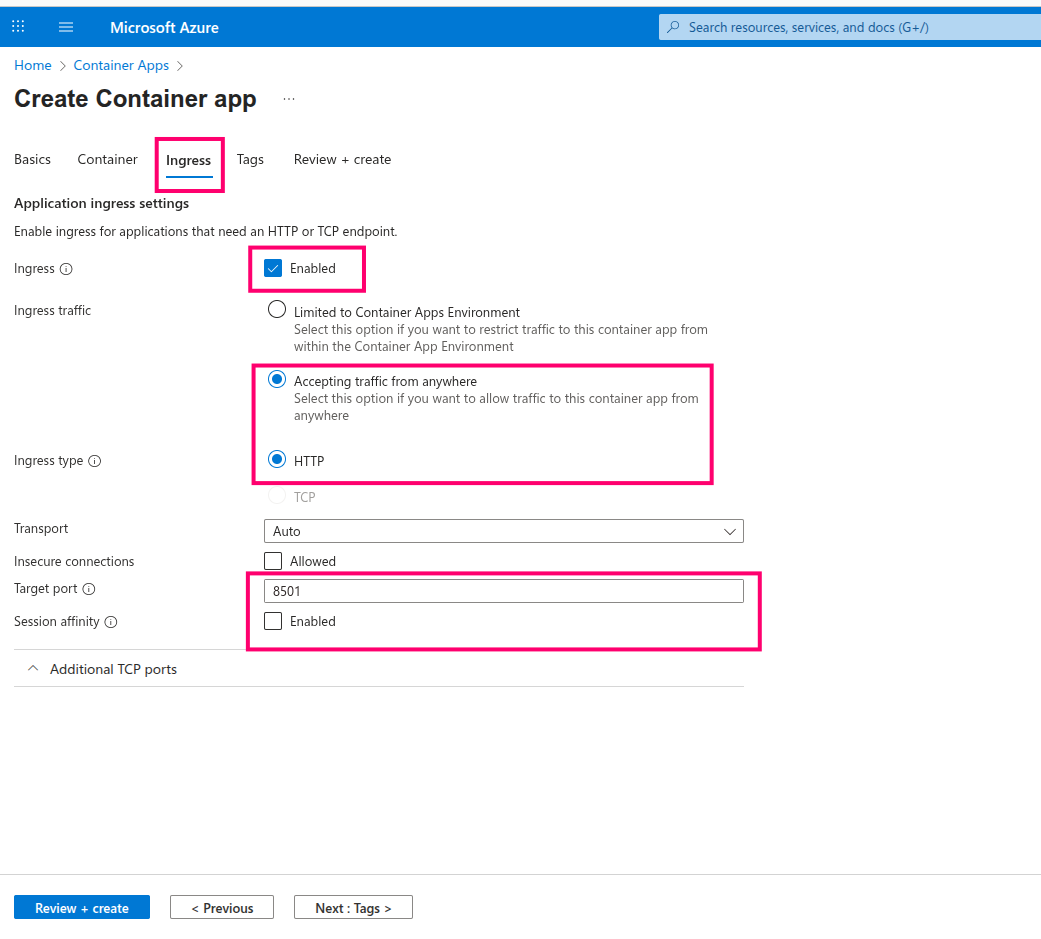 Microsoft Azure
Search resources, services, and docs (G+/)
Home > Container Apps >
Create Container app ...
Basics Container Ingress Tags Review + create
Application ingress settings
Enable ingress for applications that need an HTTP or TCP endpoint.
Ingress
Enabled
Ingress traffic
Limited to Container Apps Environment
Select this option if you want to restrict traffic to this container app from
within the Container App Environment
Accepting traffic from anywhere
Select this option if you want to allow traffic to this container app from
anywhere
Ingress type
HTTP
TCP
Transport
Auto
Insecure connections
Allowed
Target port
8501
Session affinity
Enabled
Additional TCP ports
Review + create
< Previous
Next : Tags >